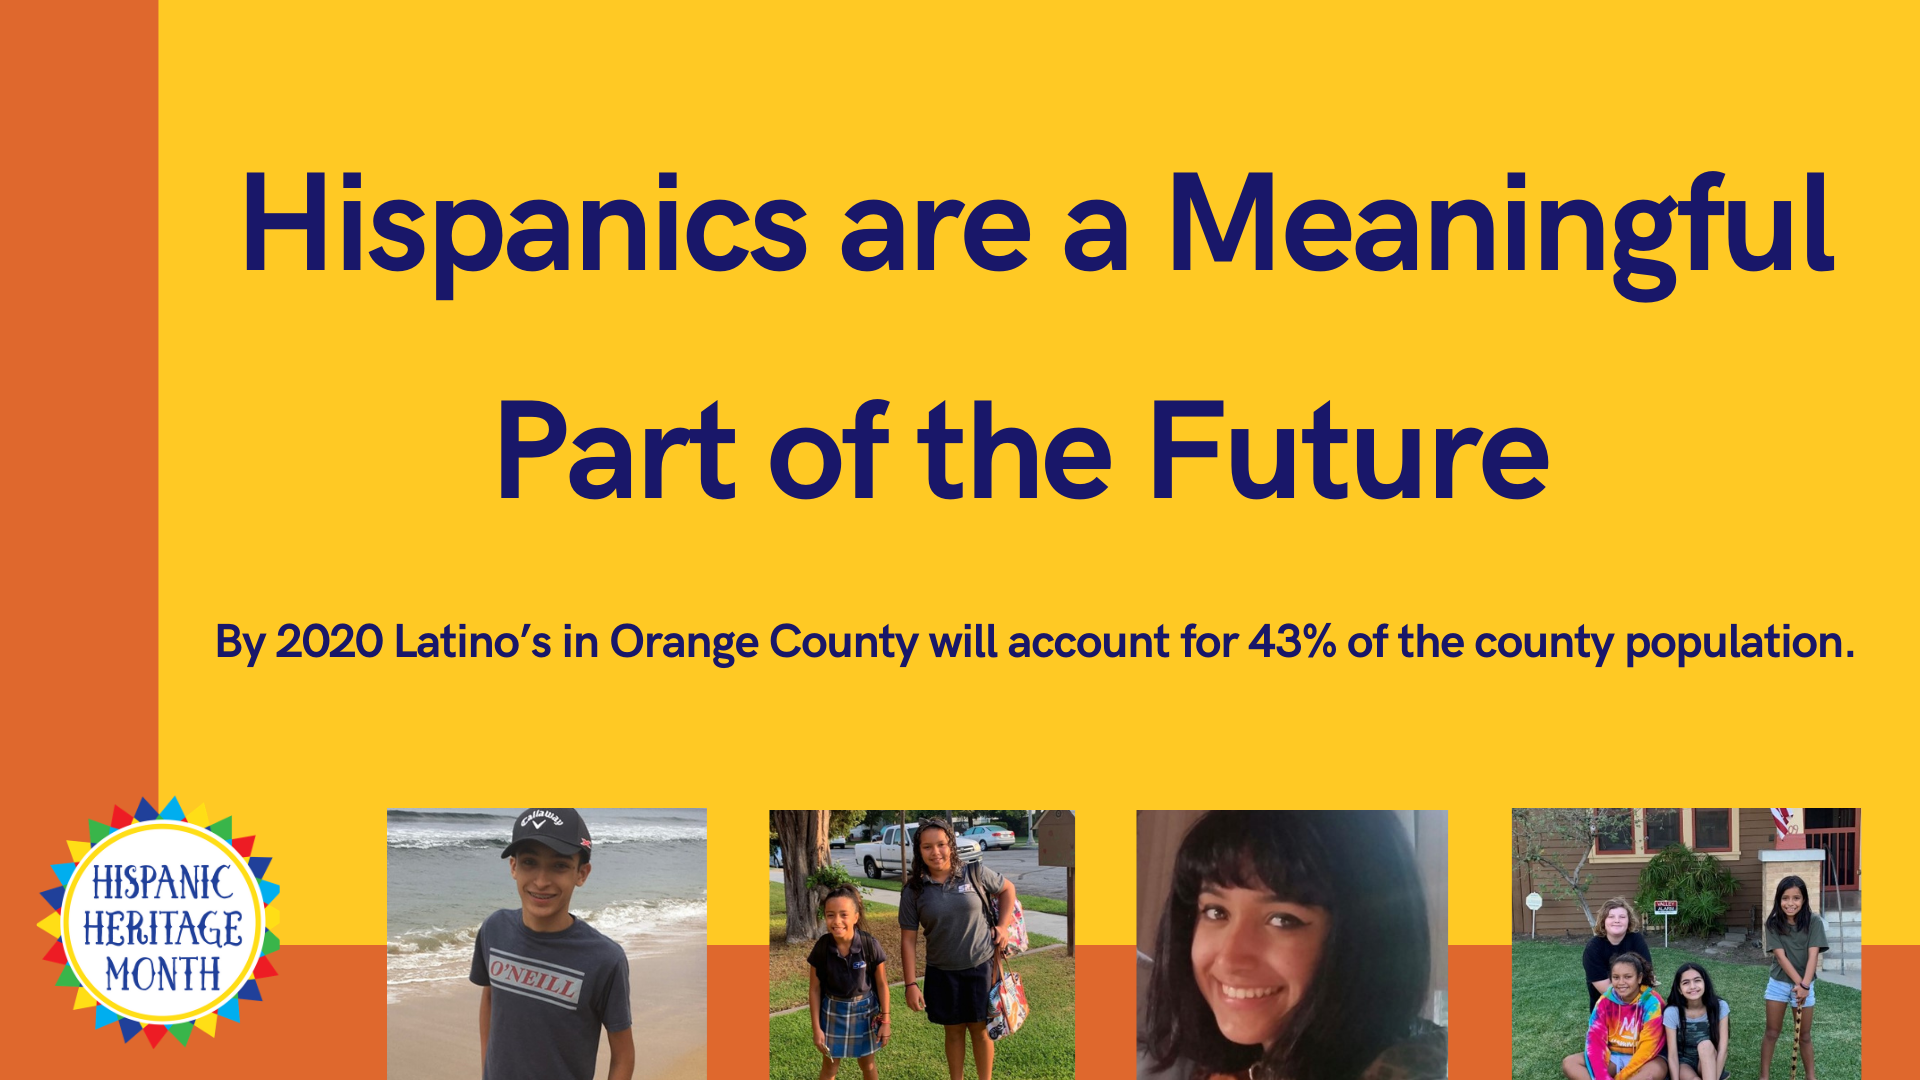 Hispanics are a Meaningful
Part of the Future
By 2020 Latino’s in Orange County will account for 43% of the county population.
HISPANIC
HERITAGE
MONTH
Callaway
O'NEILL